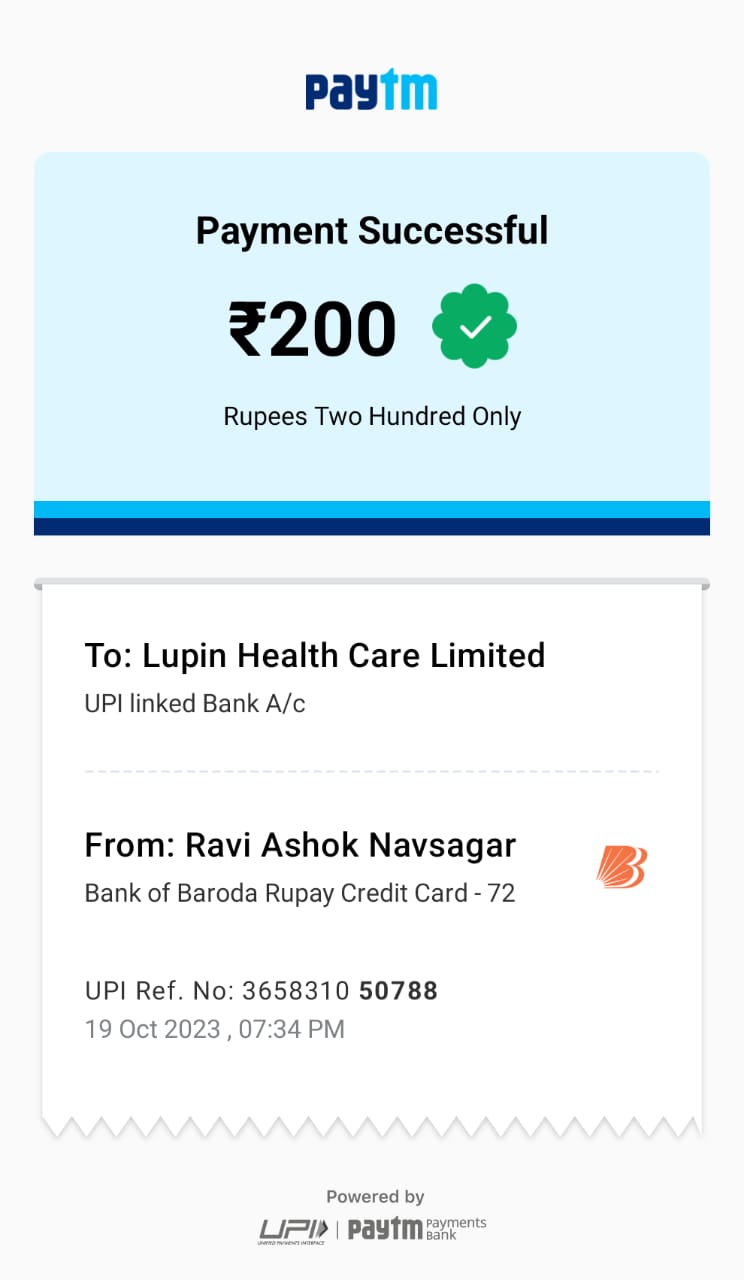 paytm
Payment Successful
₹200
Rupees Two Hundred Only
To: Lupin Health Care Limited
UPI linked Bank A/c
From: Ravi Ashok Navsagar
Bank of Baroda Rupay Credit Card - 72
UPI Ref. No: 3658310 50788
19 Oct 2023 , 07:34 PM
Powered by
UPI | paytm Payments Bank
UNIFIED PAYMENTS INTERFACE